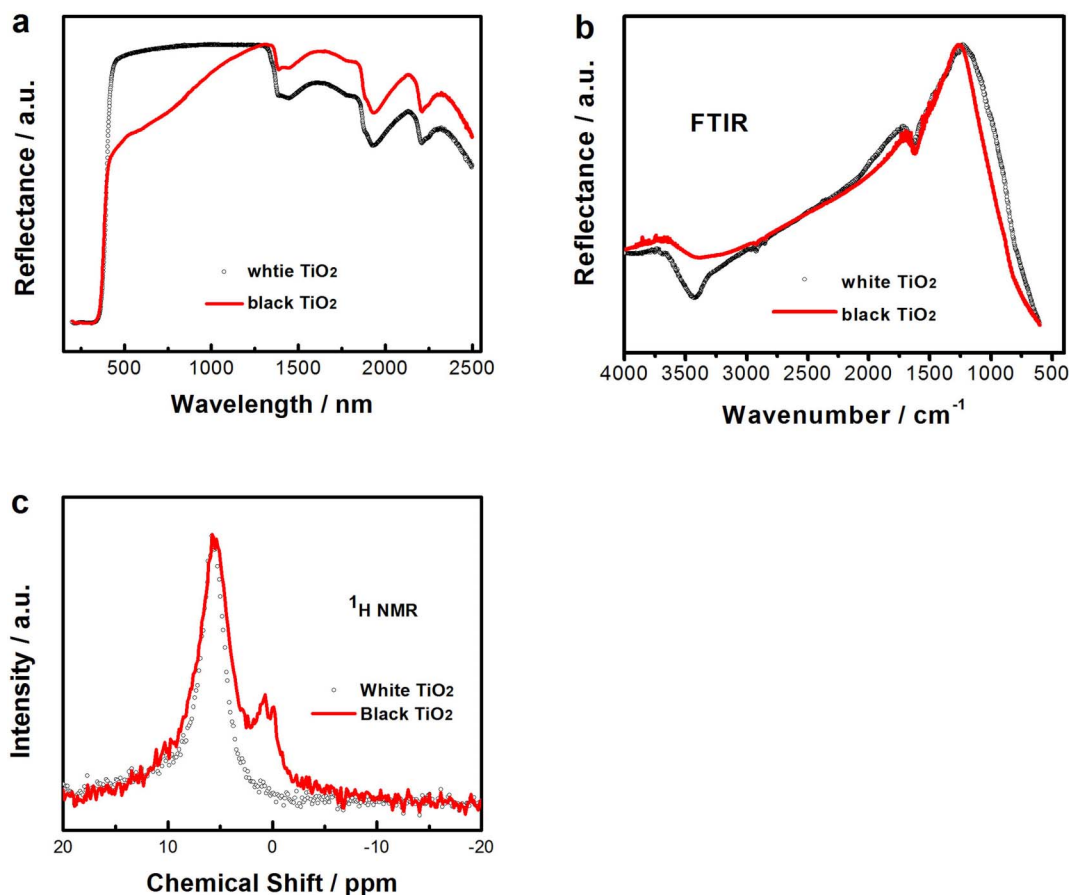 a
Reflectance / a.u.
whtie TiO2
black TiO2
500 1000 1500 2000 2500
Wavelength / nm
b
Reflectance / a.u.
FTIR
white TiO2
black TiO2
4000 3500 3000 2500 2000 1500 1000 500
Wavenumber / cm-1
c
Intensity / a.u.
1H NMR
White TiO2
Black TiO2
20 10 0 -10 -20
Chemical Shift / ppm